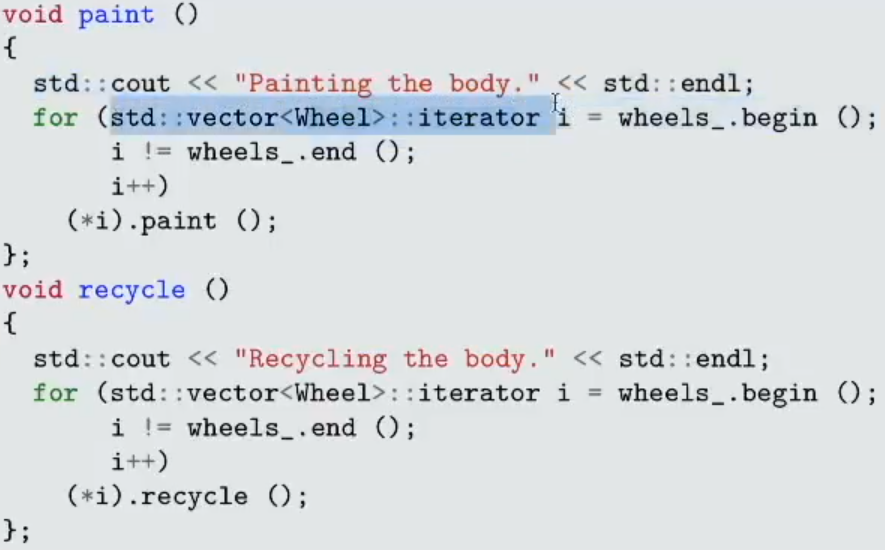 void paint ()
{
  std::cout << "Painting the body." << std::endl;
  for (std::vector<Wheel>::iterator i = wheels_.begin ();
       i != wheels_.end ();
       i++)
    (*i).paint ();
};
void recycle ()
{
  std::cout << "Recycling the body." << std::endl;
  for (std::vector<Wheel>::iterator i = wheels_.begin ();
       i != wheels_.end ();
       i++)
    (*i).recycle ();
};